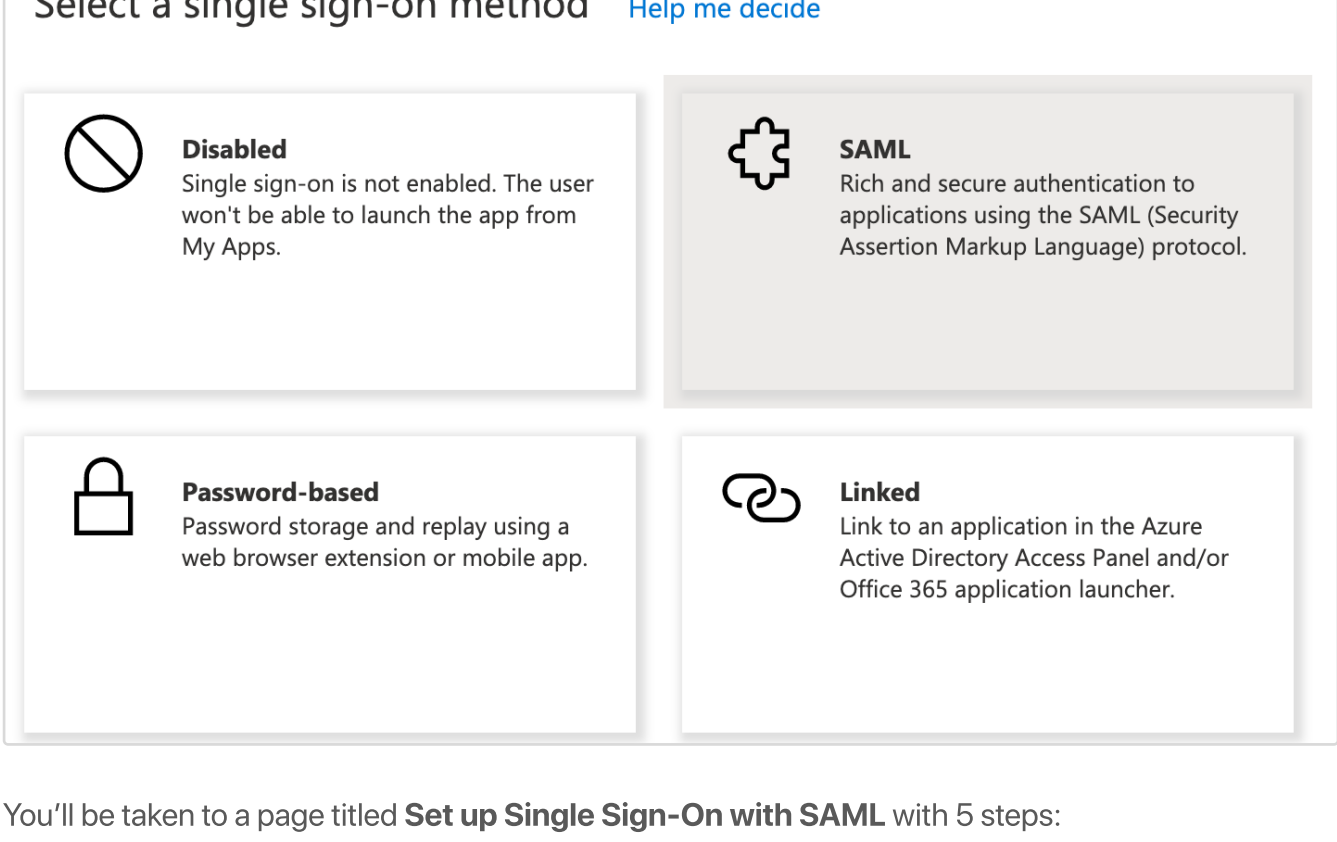 Select a single sign-on method Help me decide
Disabled
Single sign-on is not enabled. The user
won't be able to launch the app from
My Apps.
SAML
Rich and secure authentication to
applications using the SAML (Security
Assertion Markup Language) protocol.
Password-based
Password storage and replay using a
web browser extension or mobile app.
Linked
Link to an application in the Azure
Active Directory Access Panel and/or
Office 365 application launcher.
You’ll be taken to a page titled Set up Single Sign-On with SAML with 5 steps: